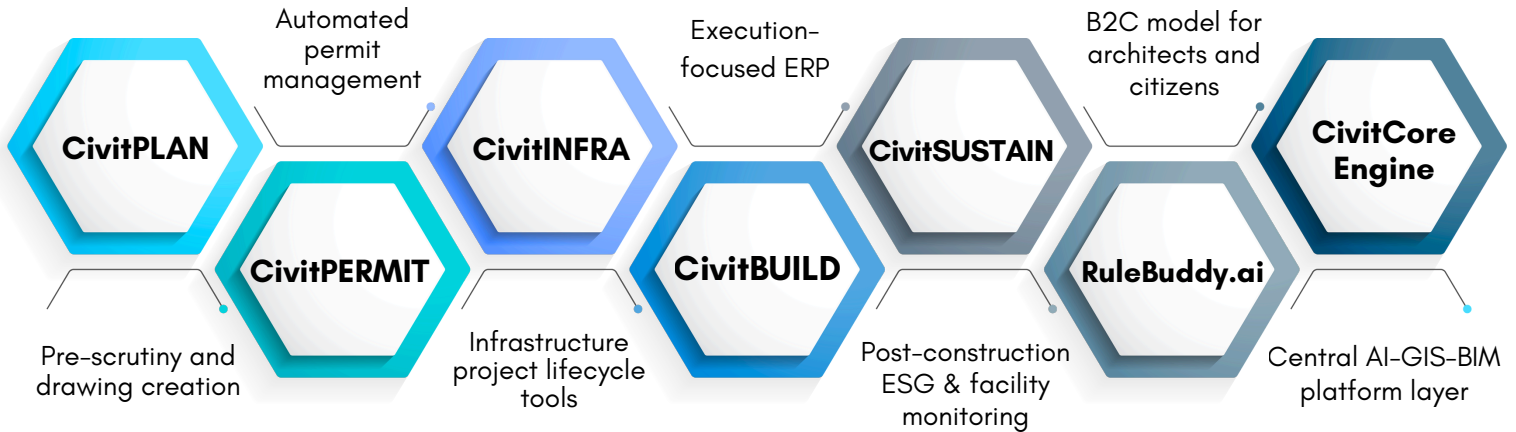 CivitPLAN
Pre-scrutiny and
drawing creation
Automated
permit
management
CivitPERMIT
CivitINFRA
Infrastructure
project lifecycle
tools
Execution-
focused ERP
CivitBUILD
CivitSUSTAIN
Post-construction
ESG & facility
monitoring
B2C model for
architects and
citizens
RuleBuddy.ai
CivitCore
Engine
Central AI-GIS-BIM
platform layer